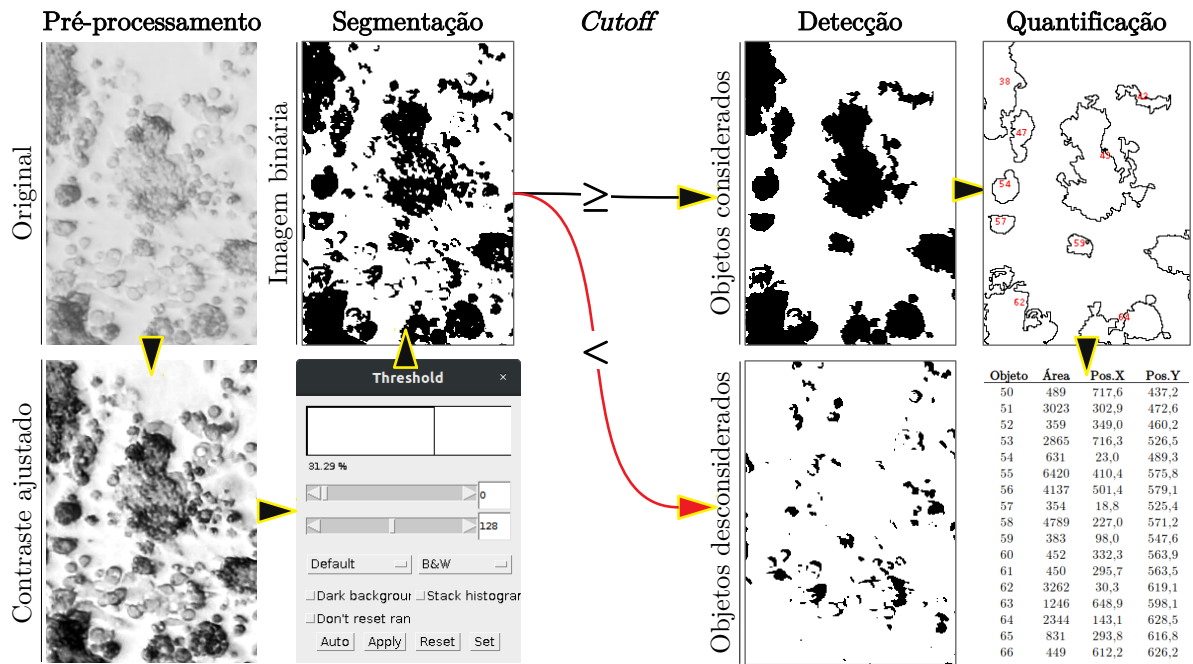 Pré-processamento
Segmentação
Cutoff
Detecção
Quantificação
Original
Imagem binária
Objetos considerados
38
43
47
49
54
57
59
62
64
≥
<
Contraste ajustado
Threshold ×
31.29 %
0
128
Default B&W
Dark backgrour Stack histograr
Don't reset ran
Auto Apply Reset Set
Objetos desconsiderados
Objeto Área Pos.X Pos.Y
50 489 717,6 437,2
51 3023 302,9 472,6
52 359 349,0 460,2
53 2865 716,3 526,5
54 631 23,0 489,3
55 6420 410,4 575,8
56 4137 501,4 579,1
57 354 18,8 525,4
58 4789 227,0 571,2
59 383 98,0 547,6
60 452 332,3 563,9
61 450 295,7 563,5
62 3262 30,3 619,1
63 1246 648,9 598,1
64 2344 143,1 628,5
65 831 293,8 616,8
66 449 612,2 626,2